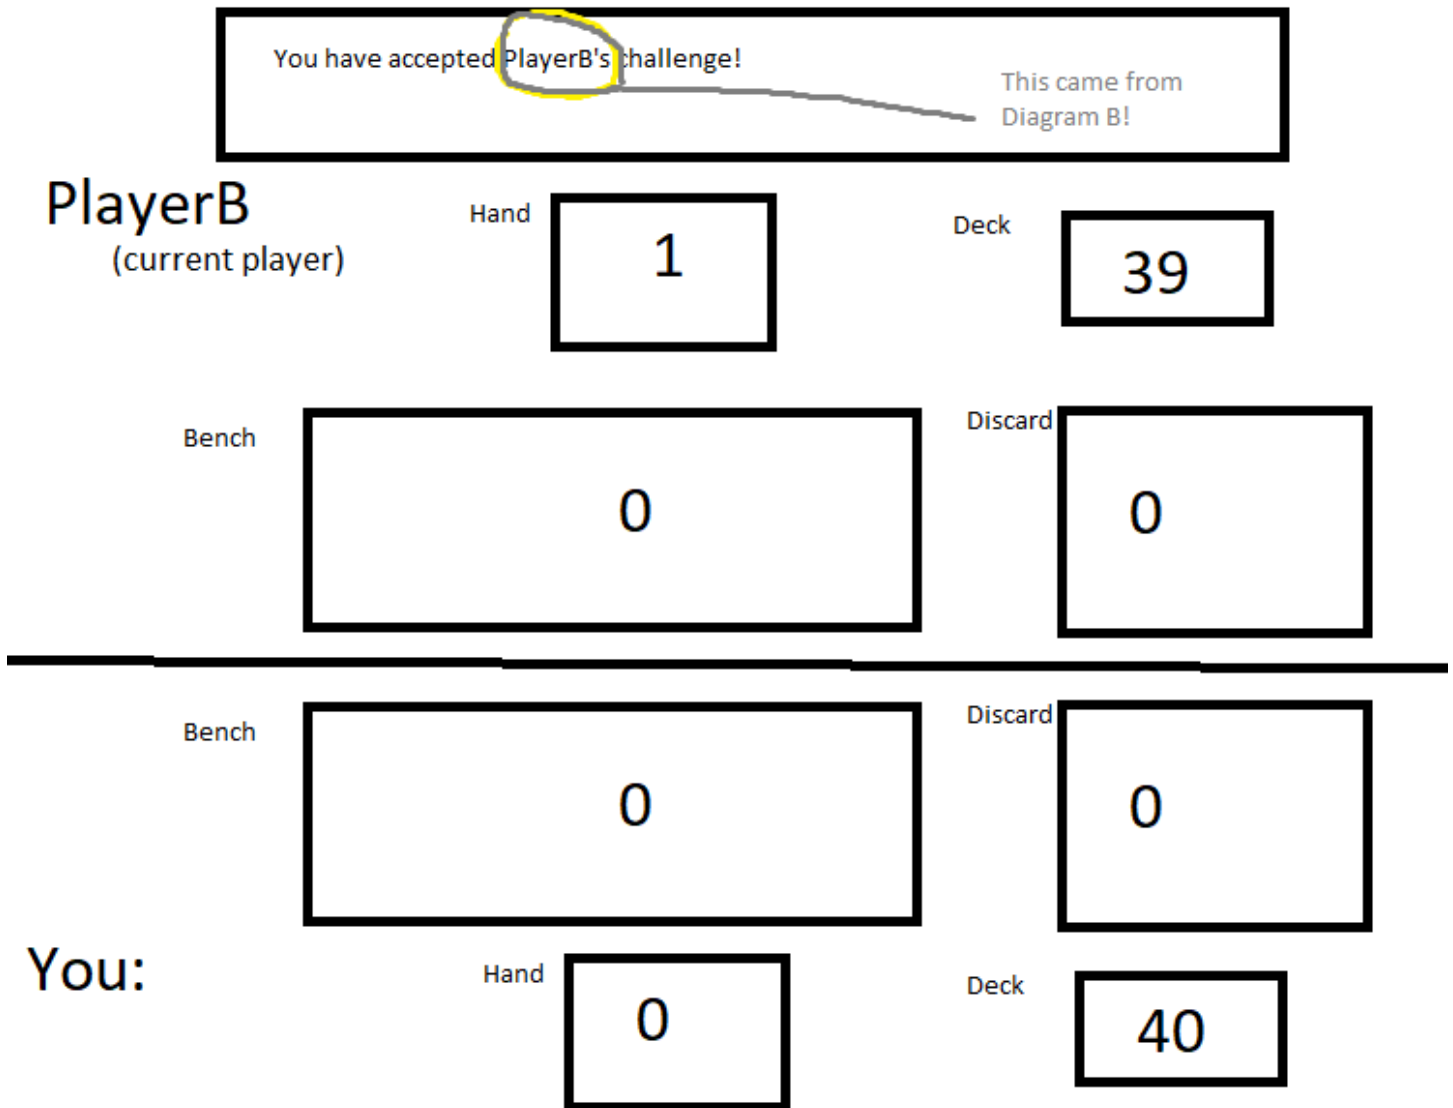 You have accepted PlayerB's challenge!
This came from
Diagram B!
PlayerB
(current player)
Hand
1
Deck
39
Bench
0
Discard
0
Bench
0
Discard
0
You:
Hand
0
Deck
40